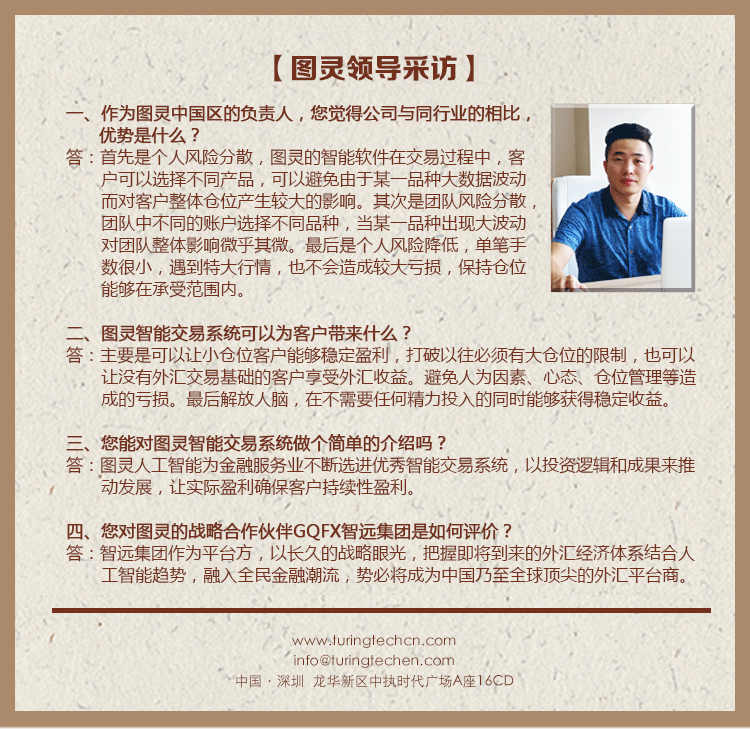 【图灵领导采访】
一、作为图灵中国区的负责人，您觉得公司与同行业的相比，
优势是什么？
答：首先是个人风险分散，图灵的智能软件在交易过程中，客
户可以选择不同产品，可以避免由于某一品种大数据波动
而对客户整体仓位产生较大的影响。其次是团队风险分散，
团队中不同的账户选择不同品种，当某一品种出现大波动
对团队整体影响微乎其微。最后是个人风险降低，单笔手
数很小，遇到特大行情，也不会造成较大亏损，保持仓位
能够在承受范围内。
二、图灵智能交易系统可以为客户带来什么？
答：主要是可以让小仓位客户能够稳定盈利，打破以往必须有大仓位的限制，也可以
让没有外汇交易基础的客户享受外汇收益。避免人为因素、心态、仓位管理等造
成的亏损。最后解放人脑，在不需要任何精力投入的同时能够获得稳定收益。
三、您能对图灵智能交易系统做个简单的介绍吗？
答：图灵人工智能为金融服务业不断选进优秀智能交易系统，以投资逻辑和成果来推
动发展，让实际盈利确保客户持续性盈利。
四、您对图灵的战略合作伙伴GQFX智远集团是如何评价？
答：智远集团作为平台方，以长久的战略眼光，把握即将到来的外汇经济体系结合人
工智能趋势，融入全民金融潮流，势必将成为中国乃至全球顶尖的外汇平台商。
www.turingtechcn.com
info@turingtechen.com
中国·深圳 龙华新区中执时代广场A座16CD